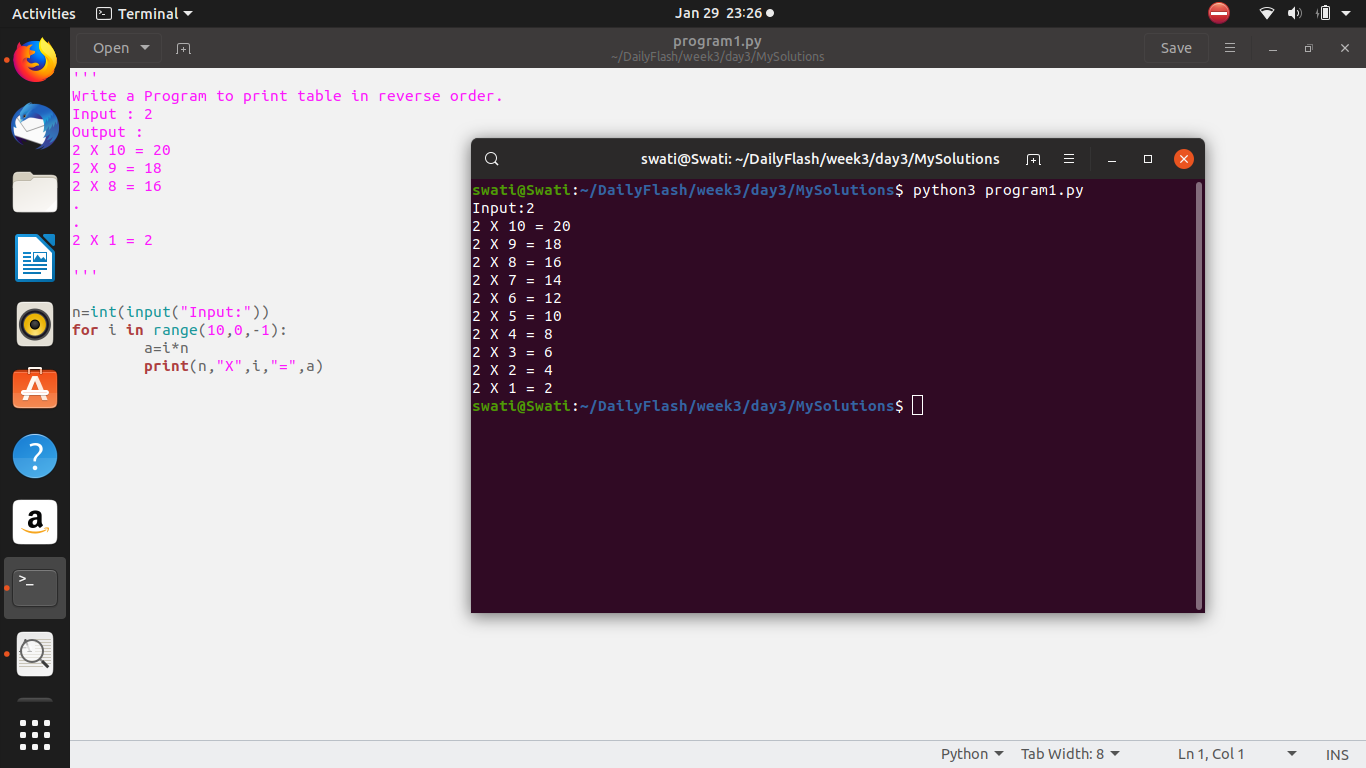 Activities
Terminal
Jan 29 23:26
Open
program1.py
~/DailyFlash/week3/day3/MySolutions
Save
'''
Write a Program to print table in reverse order.
Input : 2
Output :
2 X 10 = 20
2 X 9 = 18
2 X 8 = 16
.
.
2 X 1 = 2
'''
n=int(input("Input:"))
for i in range(10,0,-1):
        a=i*n
        print(n,"X",i,"=",a)
swati@Swati: ~/DailyFlash/week3/day3/MySolutions
swati@Swati:~/DailyFlash/week3/day3/MySolutions$ python3 program1.py
Input:2
2 X 10 = 20
2 X 9 = 18
2 X 8 = 16
2 X 7 = 14
2 X 6 = 12
2 X 5 = 10
2 X 4 = 8
2 X 3 = 6
2 X 2 = 4
2 X 1 = 2
swati@Swati:~/DailyFlash/week3/day3/MySolutions$
Python
Tab Width: 8
Ln 1, Col 1
INS